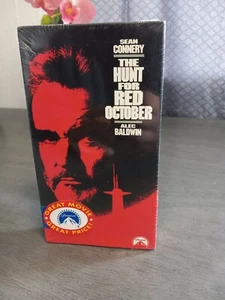 SEAN
CONNERY
THE
HUNT
FOR
RED
OCTOBER
ALEC
BALDWIN
GREAT MOVIE
GREAT PRICE!